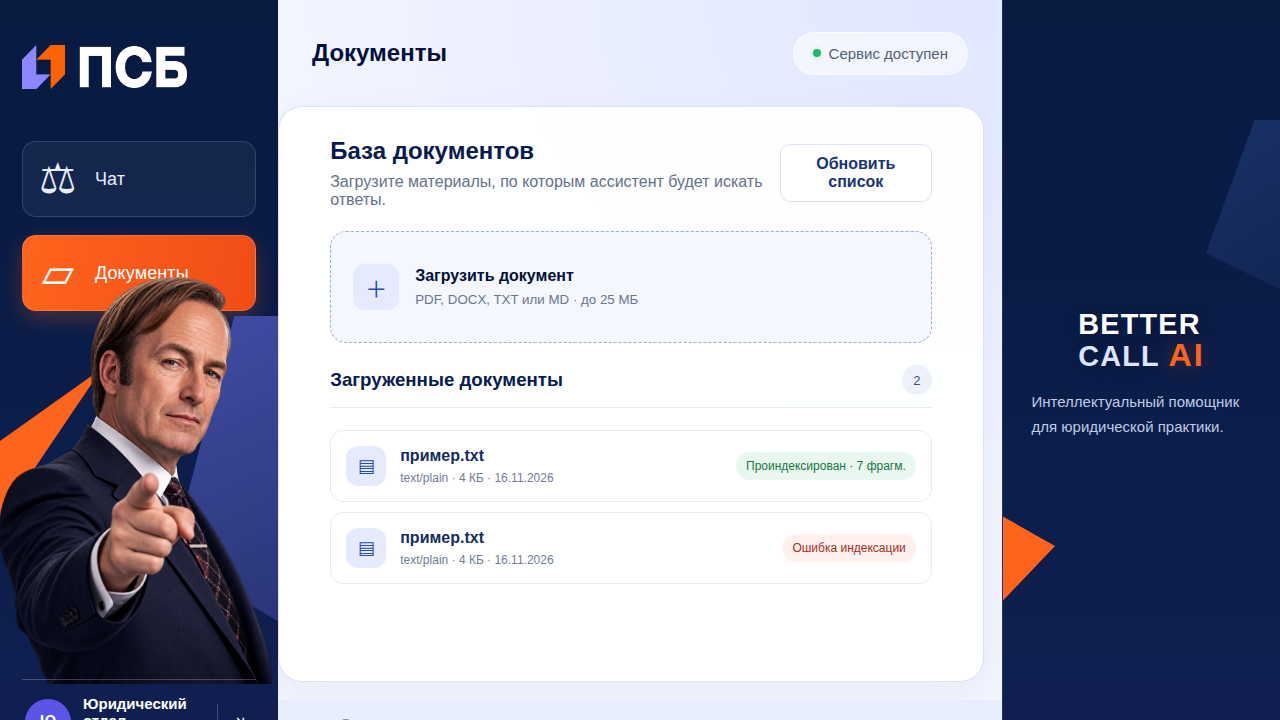 ПСБ
Чат
Документы
Юридический
отдел
Ю
Документы
Сервис доступен
База документов
Загрузите материалы, по которым ассистент будет искать
ответы.
Обновить
список
Загрузить документ
PDF, DOCX, TXT или MD · до 25 МБ
Загруженные документы
2
пример.txt
text/plain · 4 КБ · 16.11.2026
Проиндексирован · 7 фрагм.
пример.txt
text/plain · 4 КБ · 16.11.2026
Ошибка индексации
BETTER
CALL AI
Интеллектуальный помощник
для юридической практики.